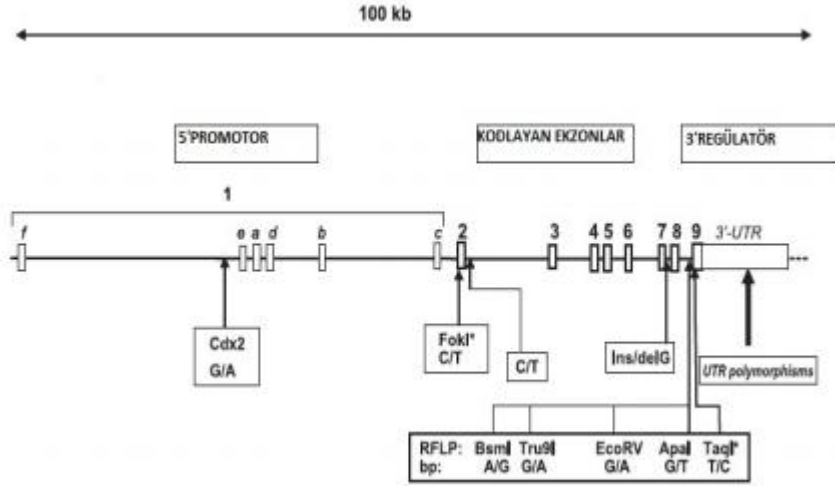 100 kb
5'PROMOTOR KODLAYAN EKZONLAR 3'REGÜLATÖR
1
f e a d b c 2 3 4 5 6 7 8 9 3'-UTR
Cdx2
G/A
FokI*
C/T
C/T
Ins/delG
UTR polymorphisms
RFLP: BsmI Tru9I EcoRV ApaI TaqI*
bp: A/G G/A G/A G/T T/C